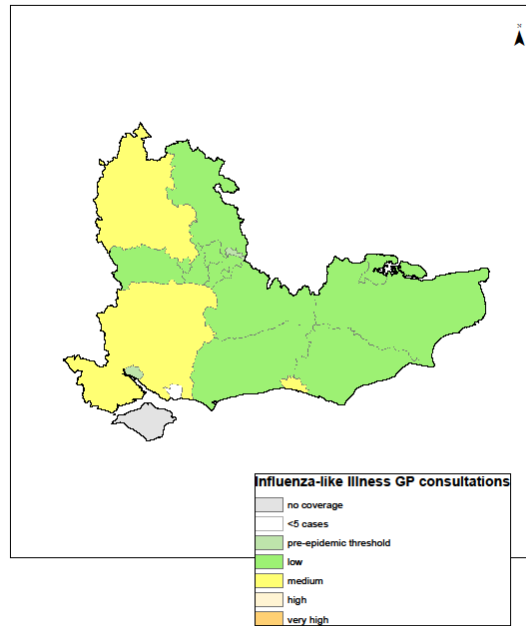 N
Influenza-like Illness GP consultations
no coverage
<5 cases
pre-epidemic threshold
low
medium
high
very high